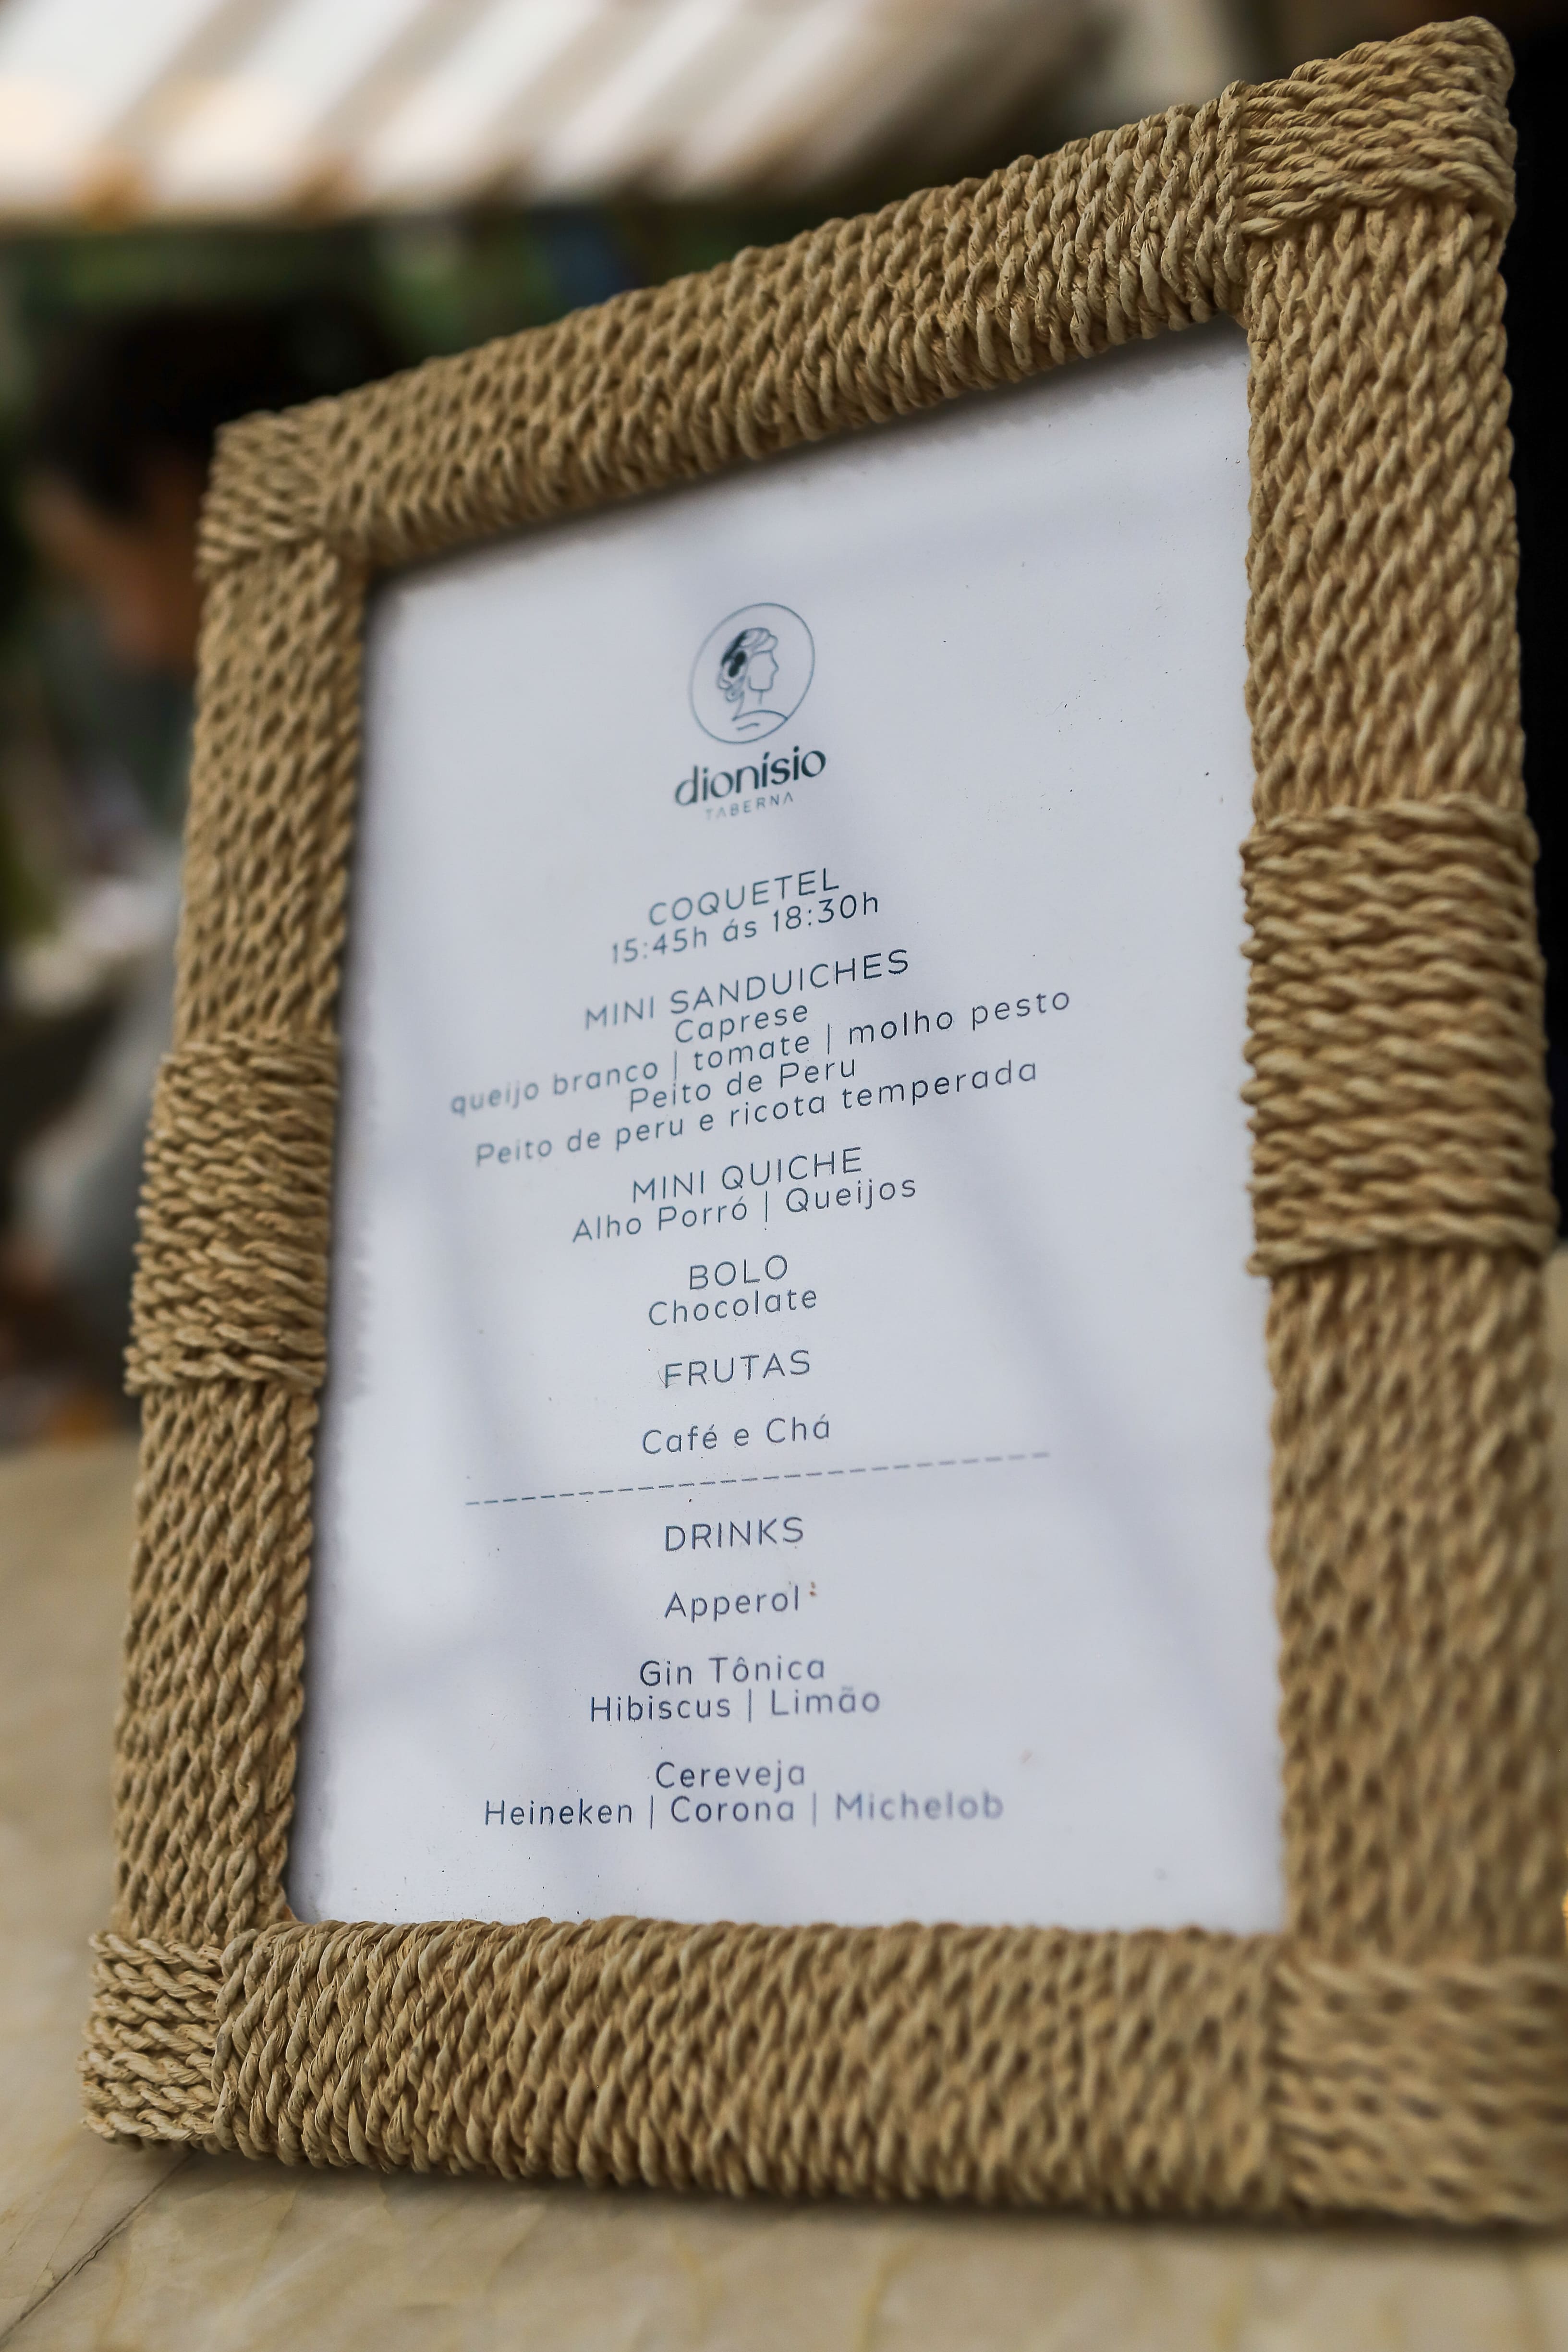 dionísio
TABERNA
COQUETEL
15:45h ás 18:30h
MINI SANDUICHES
Caprese
queijo branco | tomate | molho pesto
Peito de Peru
Peito de peru e ricota temperada
MINI QUICHE
Alho Porró | Queijos
BOLO
Chocolate
FRUTAS
Café e Chá
--------------------------------
DRINKS
Apperol
Gin Tônica
Hibiscus | Limão
Cereveja
Heineken | Corona | Michelob